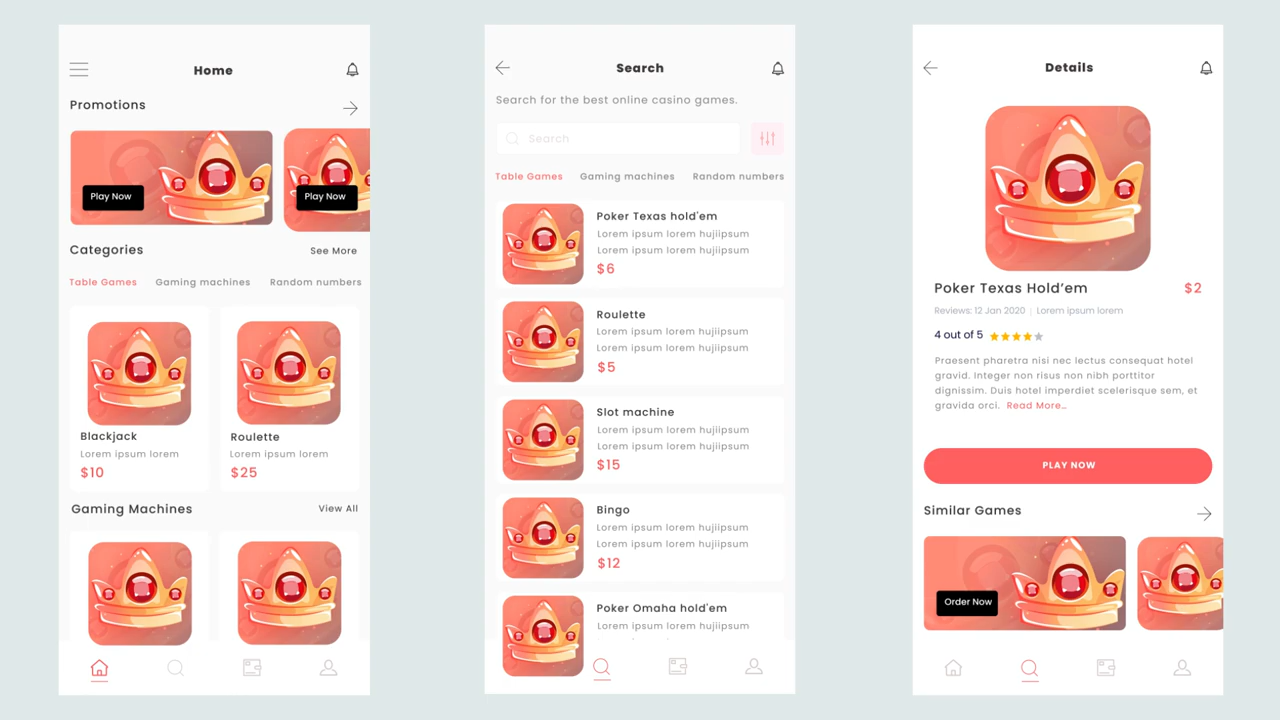 Home
Promotions
Play Now
Play Now
Categories
See More
Table Games
Gaming machines
Random numbers
Blackjack
Lorem ipsum lorem
$10
Roulette
Lorem ipsum lorem
$25
Gaming Machines
View All
Search
Search for the best online casino games.
Search
Table Games
Gaming machines
Random numbers
Poker Texas hold'em
Lorem ipsum lorem hujiipsum
Lorem ipsum lorem hujiipsum
$6
Roulette
Lorem ipsum lorem hujiipsum
Lorem ipsum lorem hujiipsum
$5
Slot machine
Lorem ipsum lorem hujiipsum
Lorem ipsum lorem hujiipsum
$15
Bingo
Lorem ipsum lorem hujiipsum
Lorem ipsum lorem hujiipsum
$12
Poker Omaha hold'em
Lorem ipsum lorem hujiipsum
Details
Poker Texas Hold’em
$2
Reviews: 12 Jan 2020 | Lorem ipsum lorem
4 out of 5
Praesent pharetra nisi nec lectus consequat hotel
gravid. Integer non risus non nibh porttitor
dignissim. Duis hotel imperdiet scelerisque sem, et
gravida orci. Read More...
PLAY NOW
Similar Games
Order Now